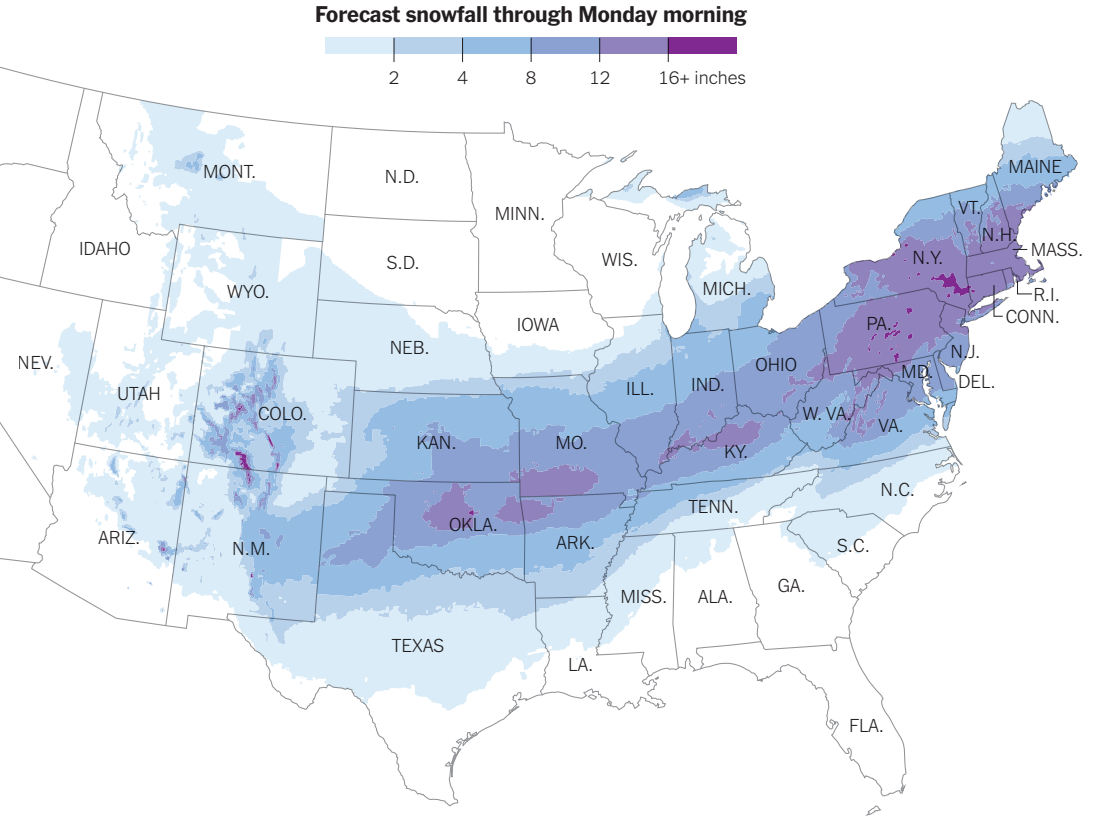 Forecast snowfall through Monday morning
2 4 8 12 16+ inches
MAINE
MONT.
N.D.
VT.
MINN.
N.H.
IDAHO
MASS.
S.D.
WIS.
N.Y.
WYO.
MICH.
R.I.
CONN.
IOWA
PA.
NEB.
N.J.
NEV.
OHIO
MD.
DEL.
UTAH
ILL.
IND.
COLO.
W. VA.
VA.
KAN.
MO.
KY.
N.C.
TENN.
OKLA.
ARIZ.
N.M.
ARK.
S.C.
GA.
MISS.
ALA.
TEXAS
LA.
FLA.